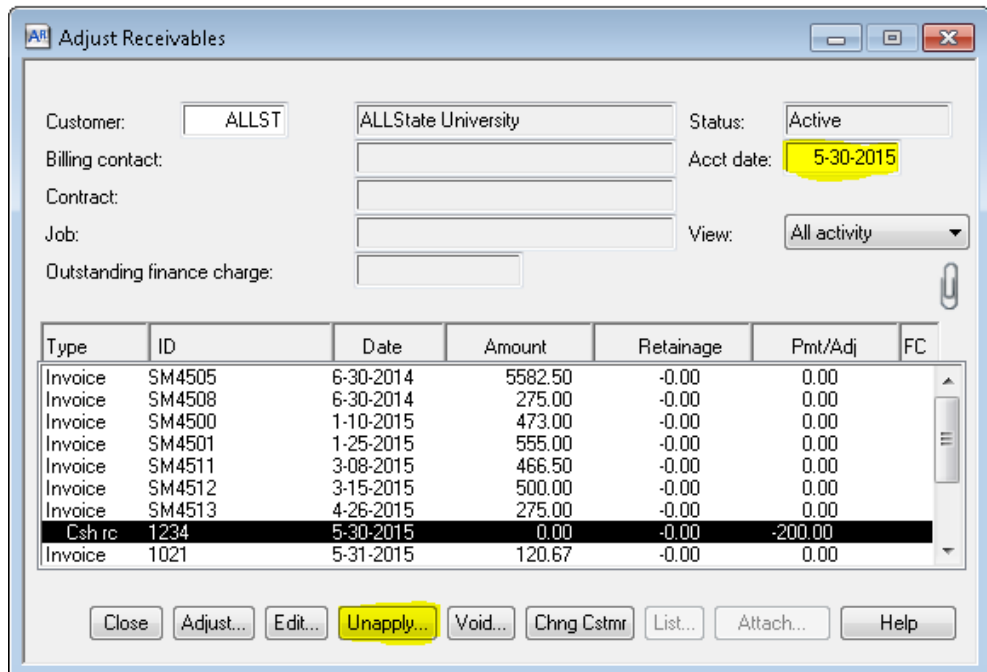 AR Adjust Receivables
Customer: ALLST ALLState University Status: Active
Billing contact: Acct date: 5-30-2015
Contract:
Job: View: All activity
Outstanding finance charge:
Type ID Date Amount Retainage Pmt/Adj FC
Invoice SM4505 6-30-2014 5582.50 -0.00 0.00
Invoice SM4508 6-30-2014 275.00 -0.00 0.00
Invoice SM4500 1-10-2015 473.00 -0.00 0.00
Invoice SM4501 1-25-2015 555.00 -0.00 0.00
Invoice SM4511 3-08-2015 466.50 -0.00 0.00
Invoice SM4512 3-15-2015 500.00 -0.00 0.00
Invoice SM4513 4-26-2015 275.00 -0.00 0.00
Csh rc 1234 5-30-2015 0.00 -0.00 -200.00
Invoice 1021 5-31-2015 120.67 -0.00 0.00
Close Adjust... Edit... Unapply... Void... Chng Cstmr List... Attach... Help